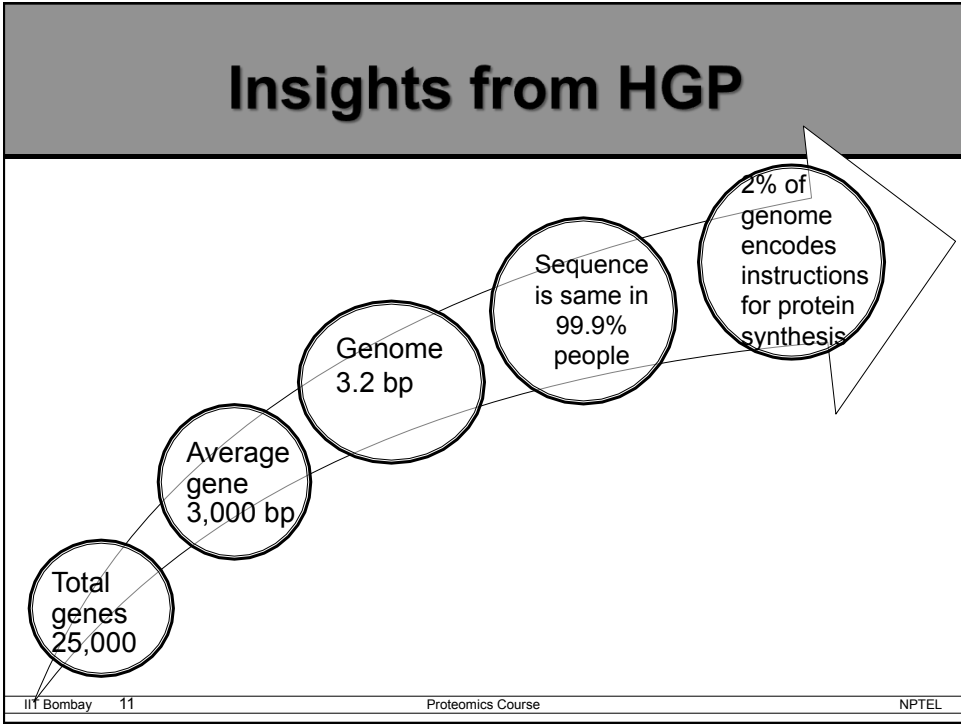 Insights from HGP
Total
genes
25,000
Average
gene
3,000 bp
Genome
3.2 bp
Sequence
is same in
99.9%
people
2% of
genome
encodes
instructions
for protein
synthesis
IIT Bombay 11 Proteomics Course NPTEL